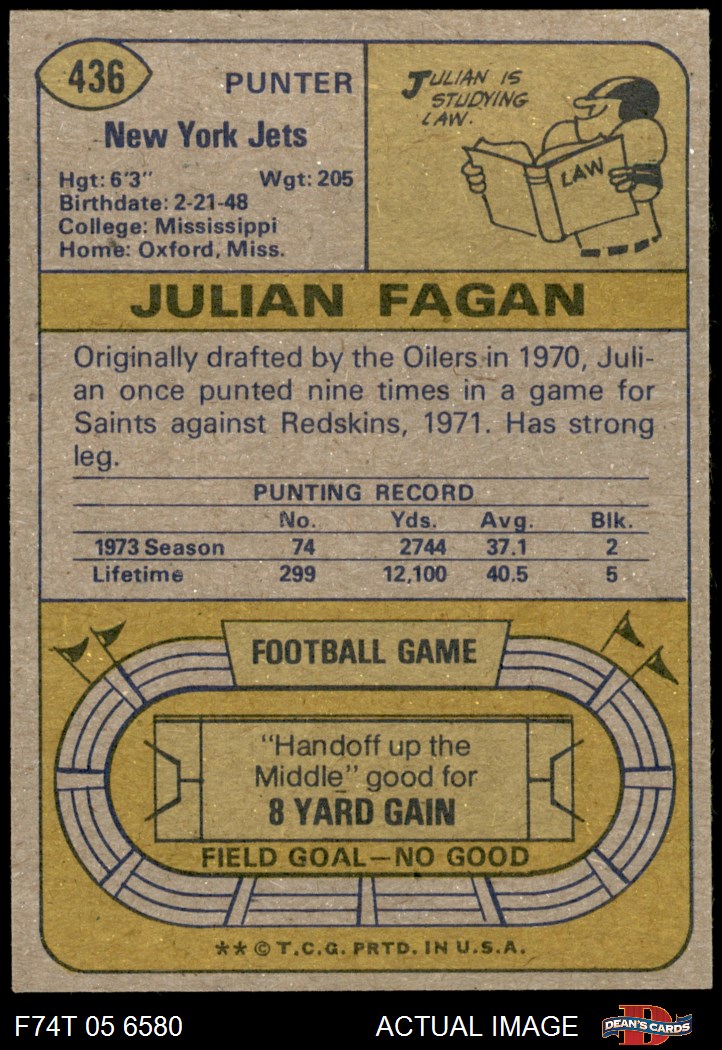 436
PUNTER
New York Jets
Hgt: 6'3" Wgt: 205
Birthdate: 2-21-48
College: Mississippi
Home: Oxford, Miss.
JULIAN IS
STUDYING
LAW.
LAW
JULIAN FAGAN
Originally drafted by the Oilers in 1970, Juli-
an once punted nine times in a game for
Saints against Redskins, 1971. Has strong
leg.
PUNTING RECORD
No. Yds. Avg. Blk.
1973 Season 74 2744 37.1 2
Lifetime 299 12,100 40.5 5
FOOTBALL GAME
"Handoff up the
Middle" good for
8 YARD GAIN
FIELD GOAL—NO GOOD
** © T.C.G. PRTD. IN U.S.A.
F74T 05 6580 ACTUAL IMAGE DEAN'S CARDS